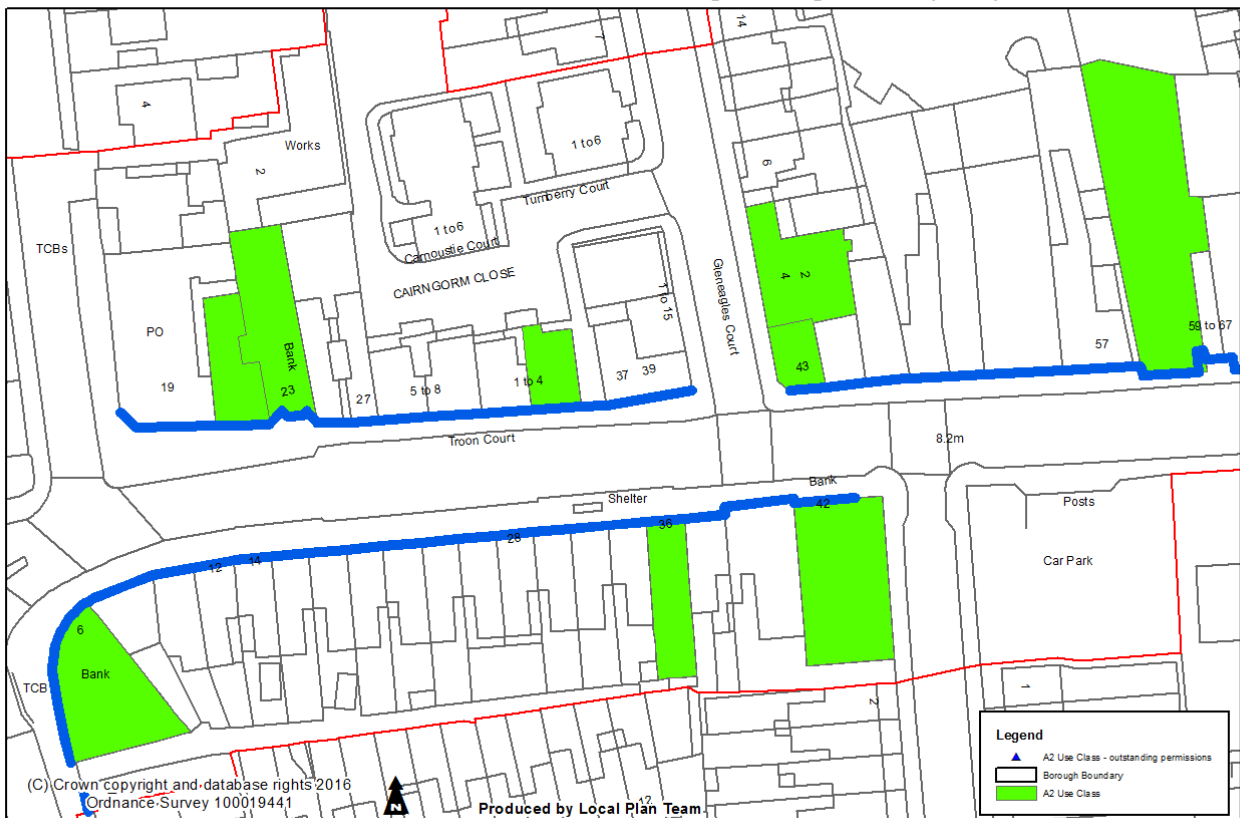 14
1
4
Works
2
1 to 6
Turnberry Court
6
1 to 6
Carnoustie Court
TCBs
CAIRNGORM CLOSE
Gleneagles Court
4
2
1 to 15
PO
Bank
59 to 67
57
19
23
27
5 to 8
1 to 4
37
39
43
Troon Court
8.2m
Bank
Shelter
42
Posts
36
28
Car Park
12
14
6
Bank
TCB
1
2
12
Legend
A2 Use Class - outstanding permissions
Borough Boundary
A2 Use Class
(C) Crown copyright and database rights 2016
Ordnance Survey 100019441
N
Produced by Local Plan Team